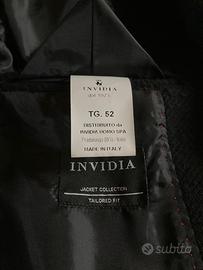 INVIDIA
TG. 52
DISTRIBUITO da
INVIDIA UOMO SPA
MADE IN ITALY
INVIDIA
JACKET COLLECTION
TAILORED FIT
subito